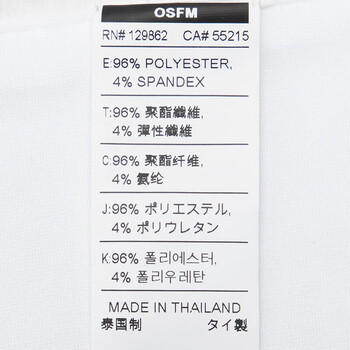 OSFM
RN# 129862 CA# 55215
E:96% POLYESTER,
4% SPANDEX
T:96% 聚酯纖維,
4% 彈性纖維
C:96% 聚酯纤维,
4% 氨纶
J:96% ポリエステル,
4% ポリウレタン
K:96% 폴리에스터,
4% 폴리우레탄
MADE IN THAILAND
泰国制 タイ製